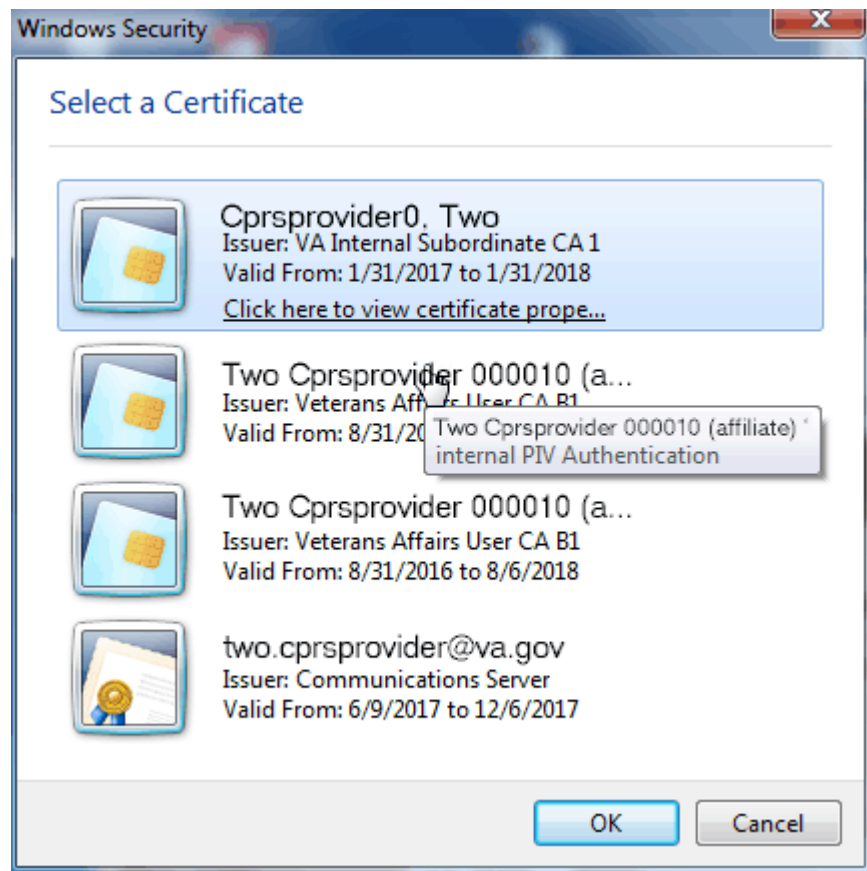 Windows Security
Select a Certificate
Cprsprovider0, Two
Issuer: VA Internal Subordinate CA 1
Valid From: 1/31/2017 to 1/31/2018
Click here to view certificate prope...
Two Cprsprovider 000010 (a...
Issuer: Veterans Affairs User CA B1
Valid From: 8/31/20
Two Cprsprovider 000010 (affiliate)
internal PIV Authentication
Two Cprsprovider 000010 (a...
Issuer: Veterans Affairs User CA B1
Valid From: 8/31/2016 to 8/6/2018
two.cprsprovider@va.gov
Issuer: Communications Server
Valid From: 6/9/2017 to 12/6/2017
OK
Cancel